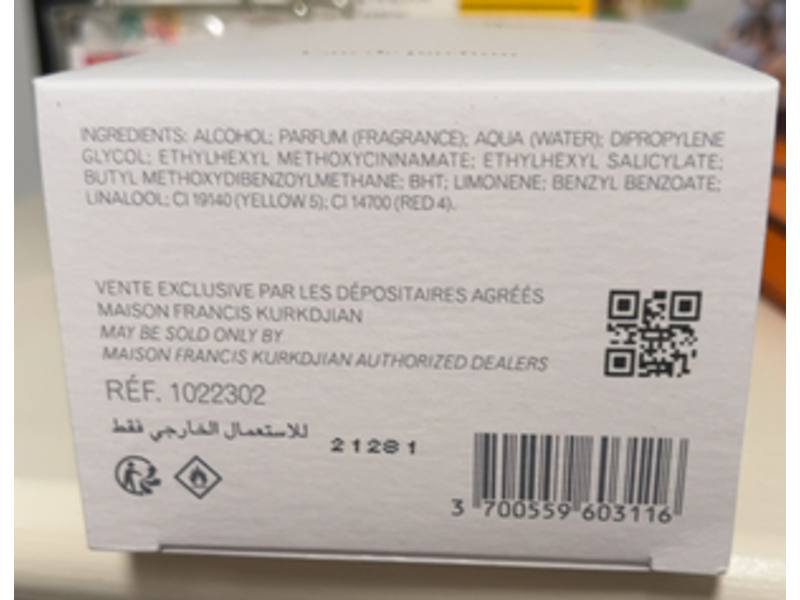 INGREDIENTS: ALCOHOL; PARFUM (FRAGRANCE); AQUA (WATER); DIPROPYLENE
GLYCOL; ETHYLHEXYL METHOXYCINNAMATE; ETHYLHEXYL SALICYLATE;
BUTYL METHOXYDIBENZOYLMETHANE; BHT; LIMONENE; BENZYL BENZOATE;
LINALOOL; CI 19140 (YELLOW 5); CI 14700 (RED 4).
VENTE EXCLUSIVE PAR LES DÉPOSITAIRES AGRÉÉS
MAISON FRANCIS KURKDJIAN
MAY BE SOLD ONLY BY
MAISON FRANCIS KURKDJIAN AUTHORIZED DEALERS
RÉF. 1022302
للاستعمال الخارجي فقط
21281
3 700559 603116